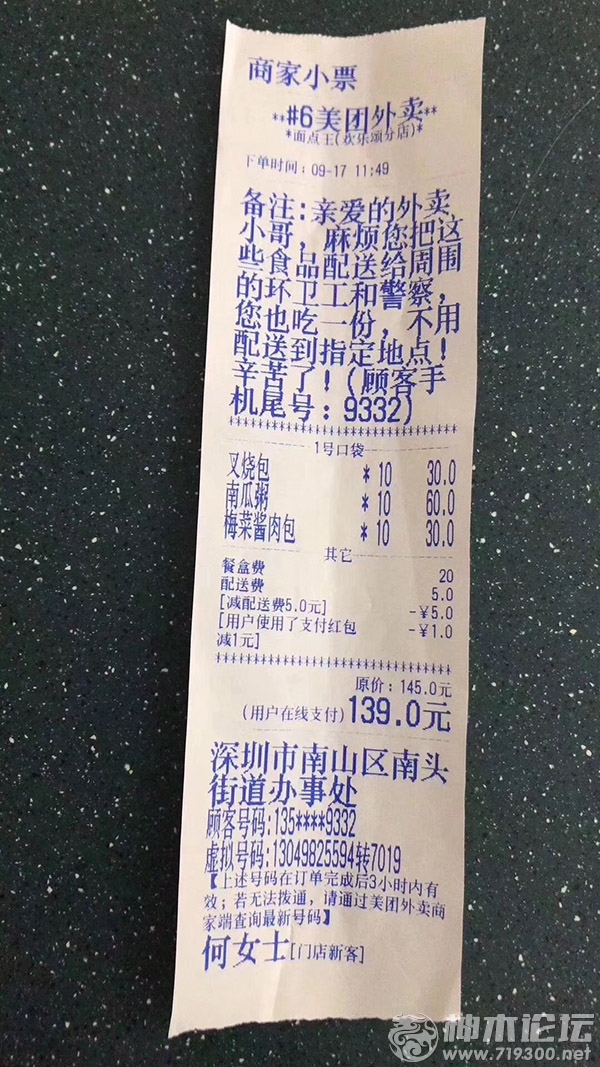 商家小票
**#6美团外卖**
*面点王(欢乐颂分店)*
下单时间：09-17 11:49
备注:亲爱的外卖
小哥，麻烦您把这
些食品配送给周围
的环卫工和警察，
您也吃一份，不用
配送到指定地点！
辛苦了！(顾客手
机尾号：9332)
1号口袋
叉烧包 * 10 30.0
南瓜粥 * 10 60.0
梅菜酱肉包 * 10 30.0
其它
餐盒费 20
配送费 5.0
[减配送费5.0元] -￥5.0
[用户使用了支付红包 -￥1.0
减1元]
原价：145.0元
(用户在线支付)139.0元
深圳市南山区南头
街道办事处
顾客号码:135****9332
虚拟号码:13049825594转7019
【上述号码在订单完成后3小时内有
效；若无法拨通，请通过美团外卖商
家端查询最新号码】
何女士[门店新客]
神木论坛
www.719300.net